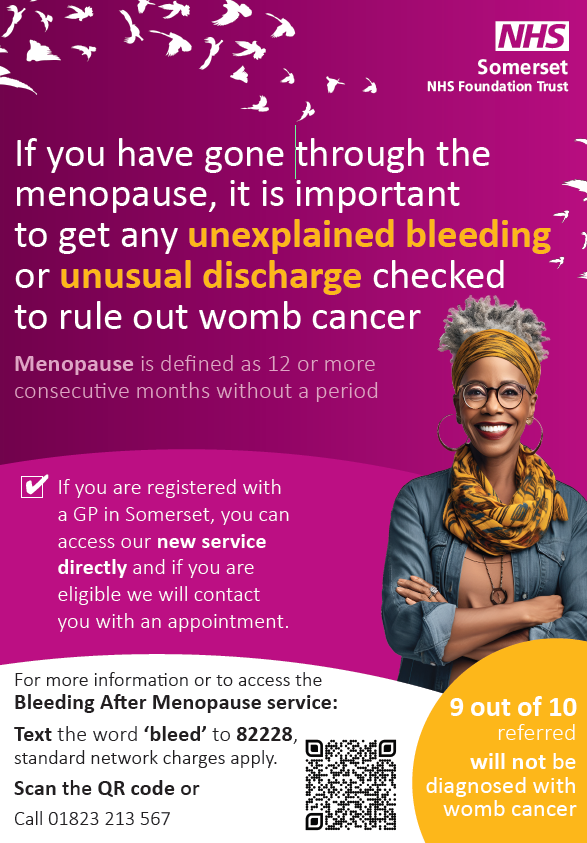 NHS
Somerset
NHS Foundation Trust
If you have gone through the
menopause, it is important
to get any unexplained bleeding
or unusual discharge checked
to rule out womb cancer
Menopause is defined as 12 or more
consecutive months without a period
If you are registered with
a GP in Somerset, you can
access our new service
directly and if you are
eligible we will contact
you with an appointment.
For more information or to access the
Bleeding After Menopause service:
Text the word ‘bleed’ to 82228,
standard network charges apply.
Scan the QR code or
Call 01823 213 567
9 out of 10
referred
will not be
diagnosed with
womb cancer